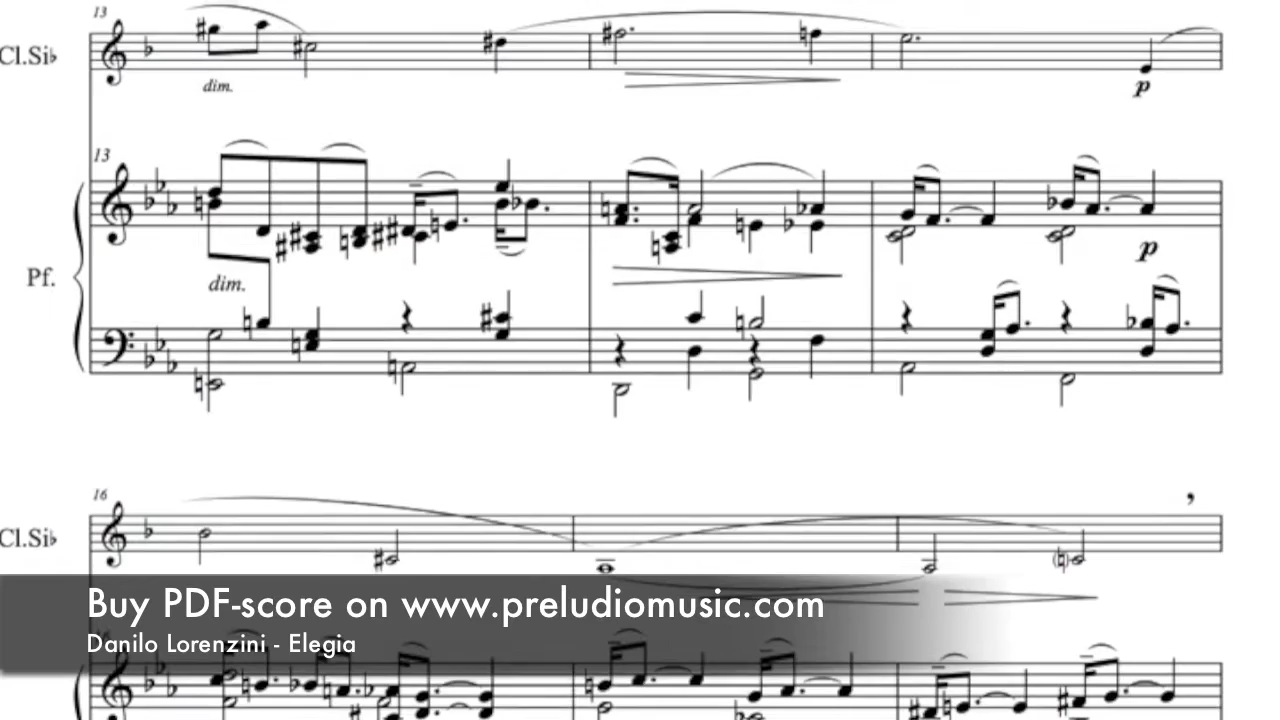 13
Cl.Si♭
dim.
p
13
Pf.
dim.
p
16
Cl.Si♭
Buy PDF-score on www.preludiomusic.com
Danilo Lorenzini - Elegia